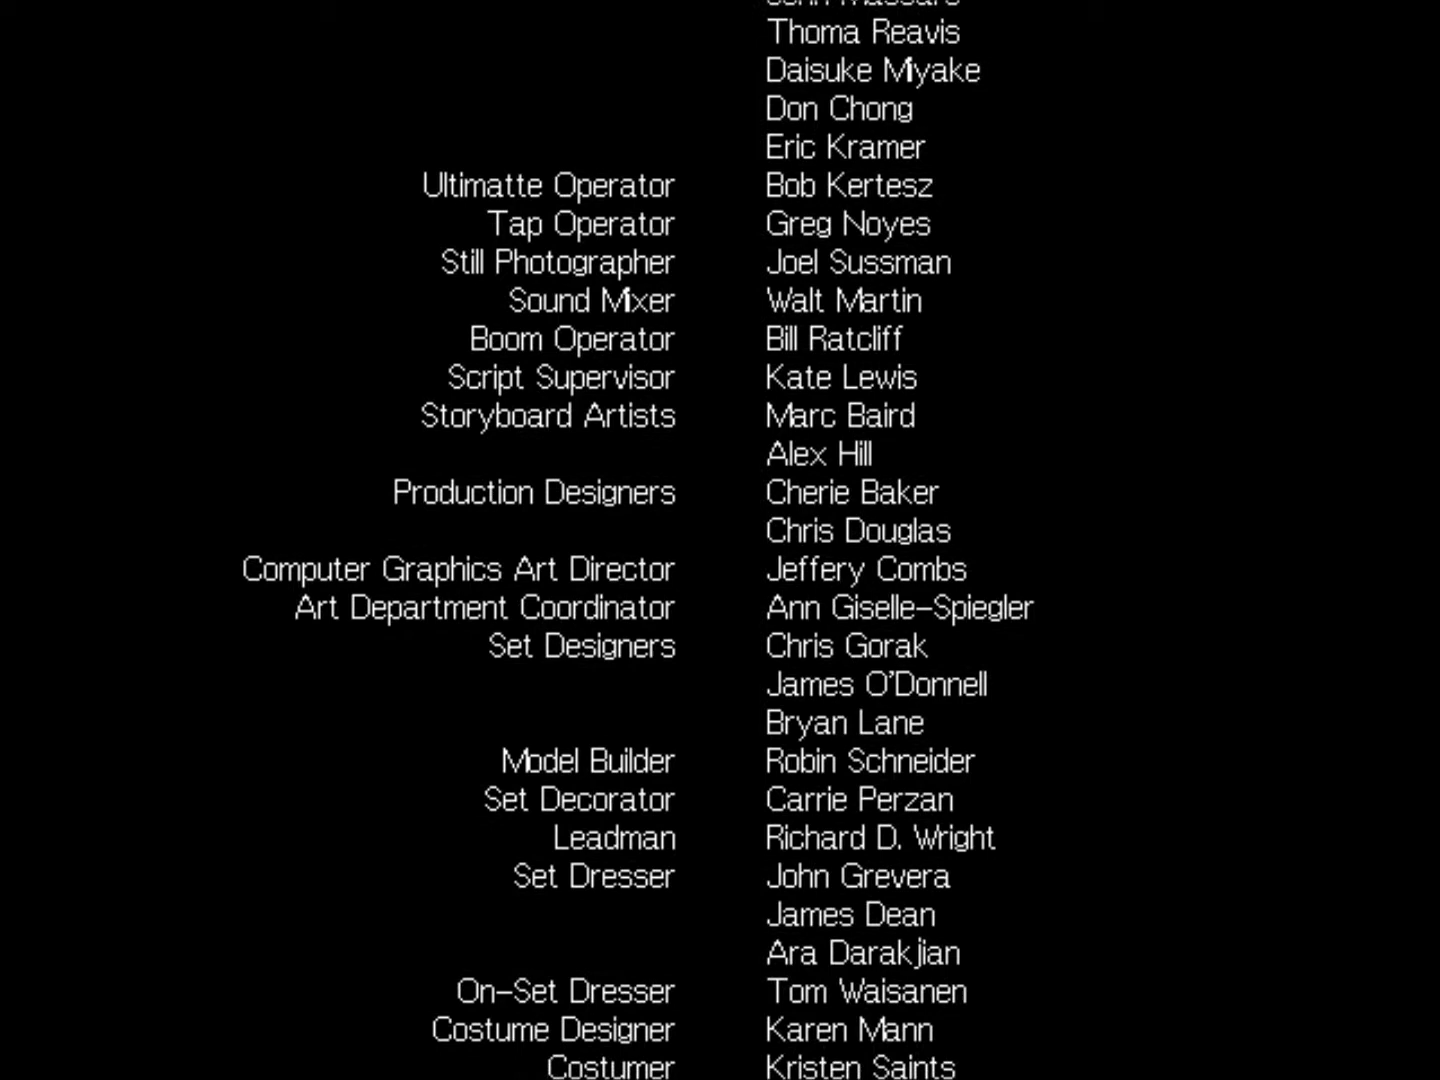 Thoma Reavis
Daisuke Miyake
Don Chong
Eric Kramer
Ultimatte Operator Bob Kertesz
Tap Operator Greg Noyes
Still Photographer Joel Sussman
Sound Mixer Walt Martin
Boom Operator Bill Ratcliff
Script Supervisor Kate Lewis
Storyboard Artists Marc Baird
Alex Hill
Production Designers Cherie Baker
Chris Douglas
Computer Graphics Art Director Jeffery Combs
Art Department Coordinator Ann Giselle-Spiegler
Set Designers Chris Gorak
James O'Donnell
Bryan Lane
Model Builder Robin Schneider
Set Decorator Carrie Perzan
Leadman Richard D. Wright
Set Dresser John Grevera
James Dean
Ara Darakjian
On-Set Dresser Tom Waisanen
Costume Designer Karen Mann
Costumer Kristen Saints